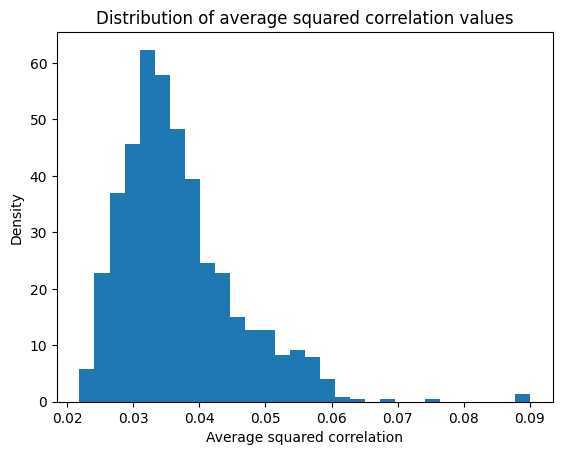 Distribution of average squared correlation values
Density
60
50
40
30
20
10
0
0.02 0.03 0.04 0.05 0.06 0.07 0.08 0.09
Average squared correlation